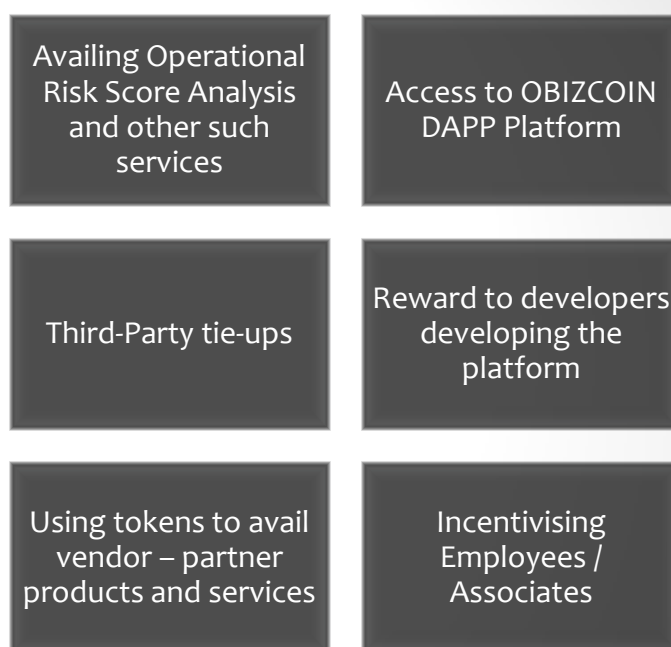 Availing Operational
Risk Score Analysis
and other such
services
Access to OBIZCOIN
DAPP Platform
Third-Party tie-ups
Reward to developers
developing the
platform
Using tokens to avail
vendor – partner
products and services
Incentivising
Employees /
Associates